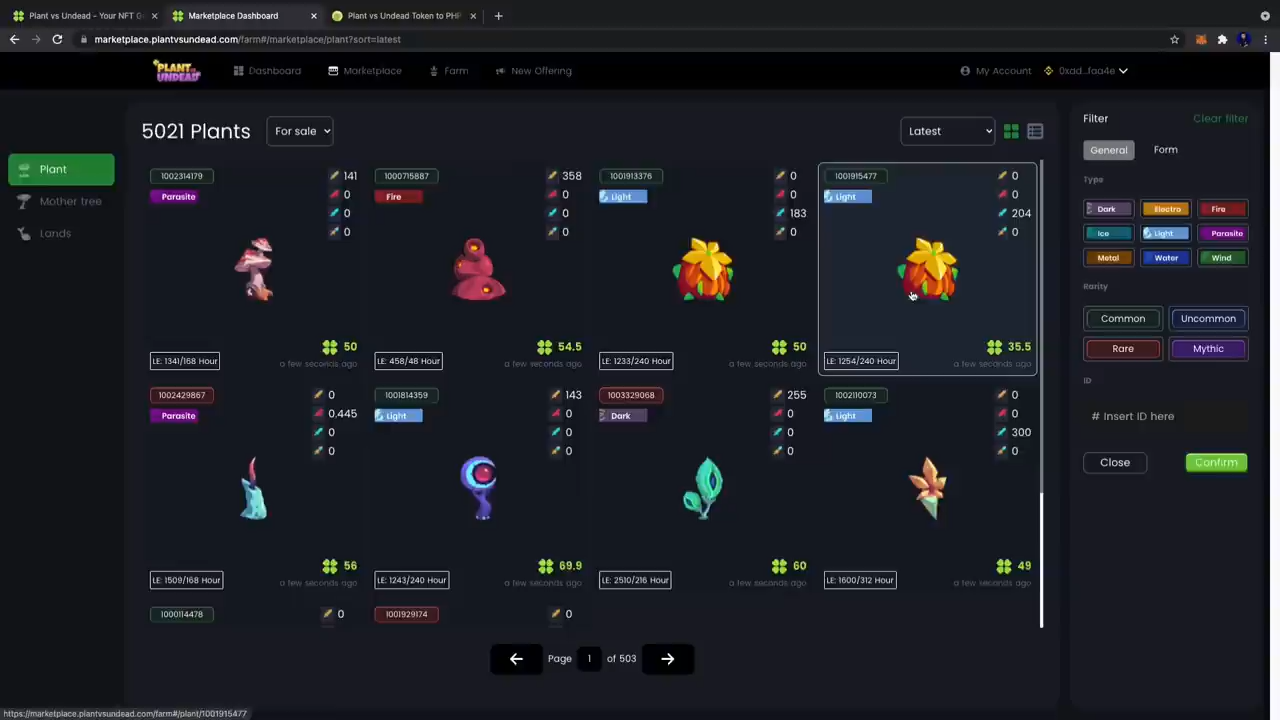 Plant vs Undead - Your NFT G
Marketplace Dashboard
Plant vs Undead Token to PHP
marketplace.plantvsundead.com/farm#/marketplace/plant?sort=latest
PLANT UNDEAD
Dashboard
Marketplace
Farm
New Offering
My Account
0xad...faa4e
Plant
Mother tree
Lands
5021 Plants
For sale
Latest
1002314179
141
Parasite
0
0
0
50
LE: 1341/168 Hour
a few seconds ago
1000715887
358
Fire
0
0
0
54.5
LE: 458/48 Hour
a few seconds ago
1001913376
0
Light
0
183
0
50
LE: 1233/240 Hour
a few seconds ago
1001915477
0
Light
0
204
0
35.5
LE: 1254/240 Hour
a few seconds ago
1002429867
0
Parasite
0.445
0
0
56
LE: 1509/168 Hour
a few seconds ago
1001814359
143
Light
0
0
0
69.9
LE: 1243/240 Hour
a few seconds ago
1003329068
255
Dark
0
0
0
60
LE: 2510/216 Hour
a few seconds ago
1002110073
0
Light
0
300
0
49
LE: 1600/312 Hour
a few seconds ago
1000114478
0
1001929174
0
Page 1 of 503
Filter
Clear filter
General
Form
Type
Dark
Electro
Fire
Ice
Light
Parasite
Metal
Water
Wind
Rarity
Common
Uncommon
Rare
Mythic
ID
# Insert ID here
Close
Confirm
https://marketplace.plantvsundead.com/farm#/plant/1001915477